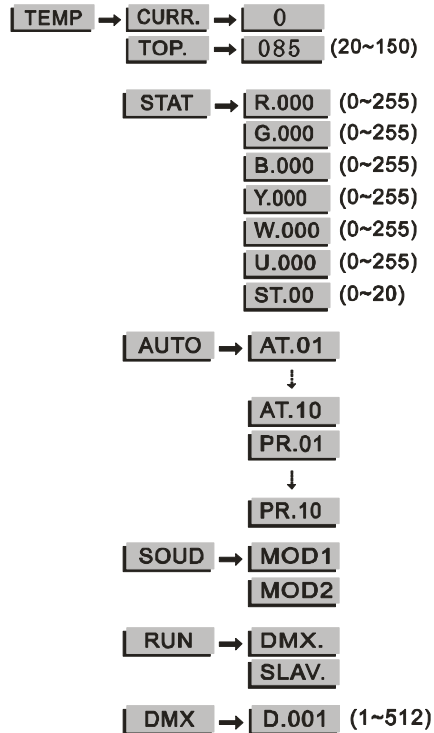 TEMP CURR. 0
TOP. 085 (20~150)
STAT R.000 (0~255)
G.000 (0~255)
B.000 (0~255)
Y.000 (0~255)
W.000 (0~255)
U.000 (0~255)
ST.00 (0~20)
AUTO AT.01
AT.10
PR.01
PR.10
SOUD MOD1
MOD2
RUN DMX.
SLAV.
DMX D.001 (1~512)